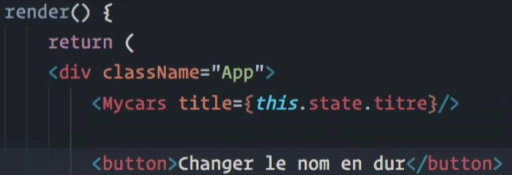 render() {
return (
<div className="App">
<Mycars title={this.state.titre}/>
<button>Changer le nom en dur</button>